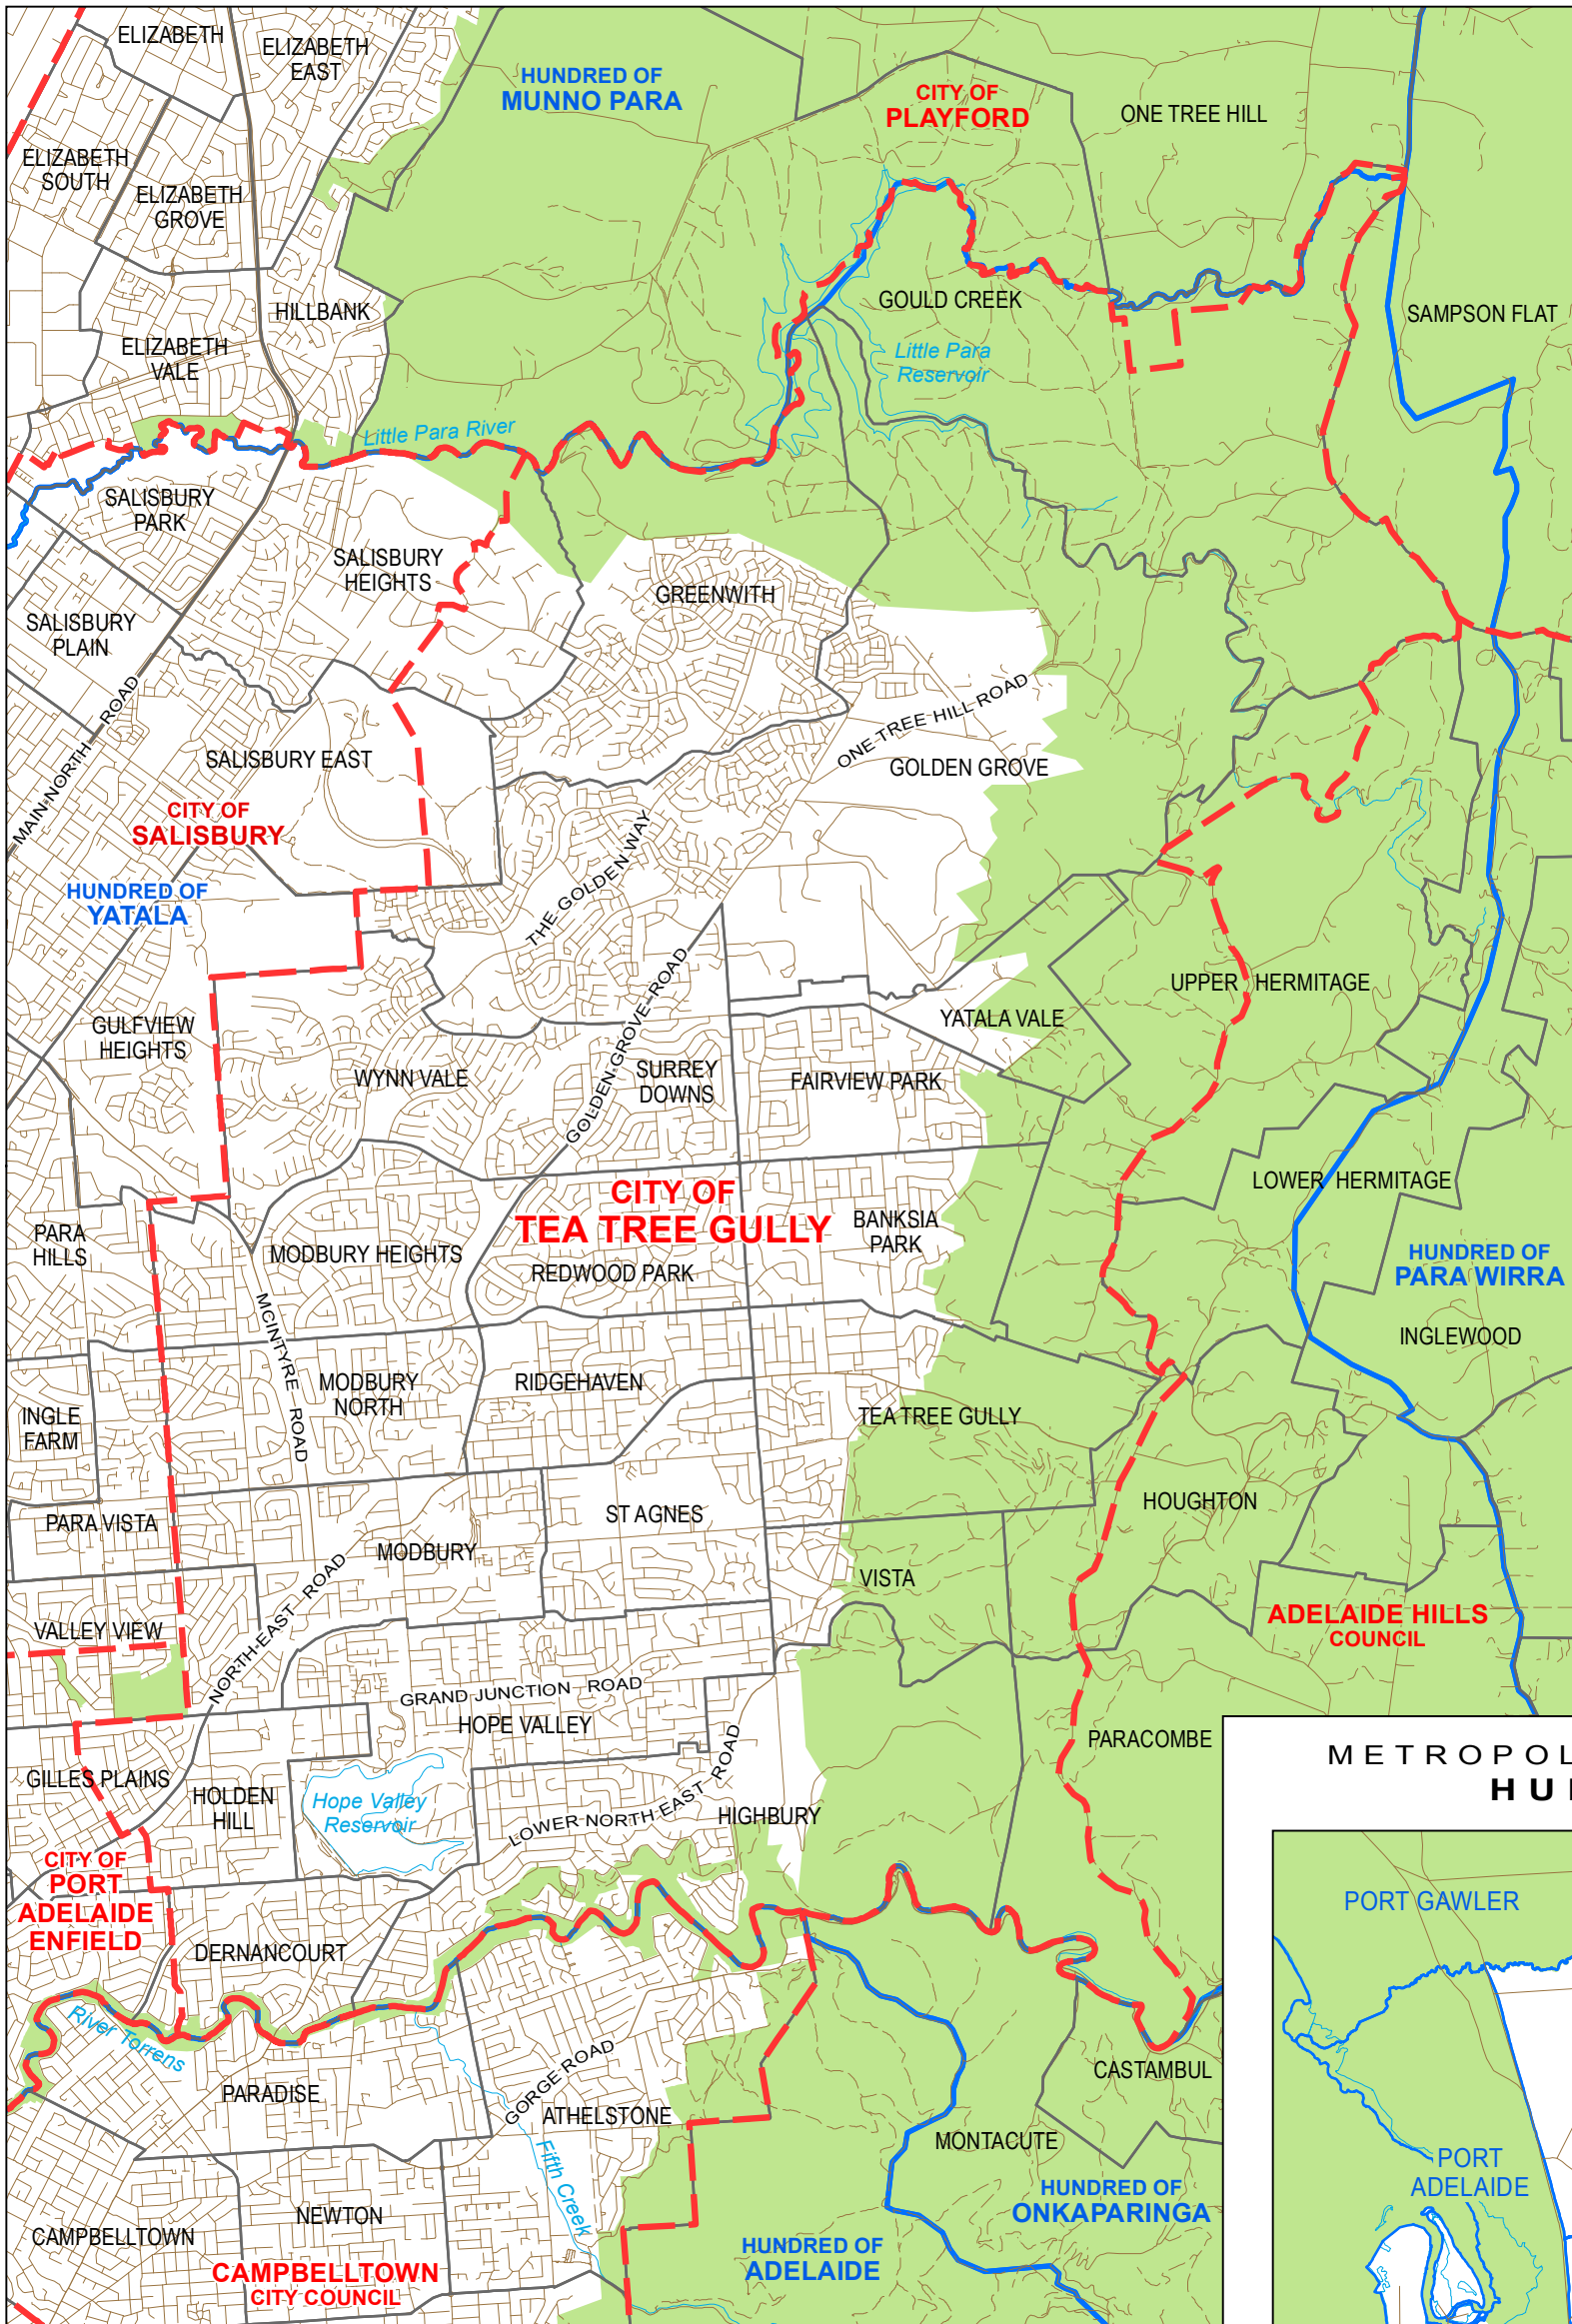 ELIZABETH
ELIZABETH
EAST
HUNDRED OF
MUNNO PARA
CITY OF
PLAYFORD
ONE TREE HILL
ELIZABETH
SOUTH
ELIZABETH
GROVE
HILLBANK
GOULD CREEK
SAMPSON FLAT
ELIZABETH
VALE
Little Para
Reservoir
Little Para River
SALISBURY
PARK
SALISBURY
HEIGHTS
GREENWITH
SALISBURY
PLAIN
MAIN NORTH ROAD
ONE TREE HILL ROAD
SALISBURY EAST
GOLDEN GROVE
CITY OF
SALISBURY
THE GOLDEN WAY
HUNDRED OF
YATALA
GOLDEN GROVE ROAD
UPPER HERMITAGE
YATALA VALE
GULFVIEW
HEIGHTS
WYNN VALE
SURREY
DOWNS
FAIRVIEW PARK
LOWER HERMITAGE
CITY OF
TEA TREE GULLY
BANKSIA
PARK
PARA
HILLS
MODBURY HEIGHTS
REDWOOD PARK
HUNDRED OF
PARA WIRRA
MCINTYRE ROAD
INGLEWOOD
MODBURY
NORTH
RIDGEHAVEN
INGLE
FARM
TEA TREE GULLY
HOUGHTON
ST AGNES
PARA VISTA
MODBURY
VISTA
ADELAIDE HILLS
COUNCIL
VALLEY VIEW
NORTH EAST ROAD
GRAND JUNCTION ROAD
HOPE VALLEY
PARACOMBE
METROPOL
HU
GILLES PLAINS
HOLDEN
HILL
Hope Valley
Reservoir
LOWER NORTH EAST ROAD
HIGHBURY
CITY OF
PORT
ADELAIDE
ENFIELD
PORT GAWLER
DERNANCOURT
River Torrens
PARADISE
GORGE ROAD
ATHELSTONE
CASTAMBUL
MONTACUTE
Fifth Creek
PORT
ADELAIDE
HUNDRED OF
ONKAPARINGA
NEWTON
CAMPBELLTOWN
HUNDRED OF
ADELAIDE
CAMPBELLTOWN
CITY COUNCIL